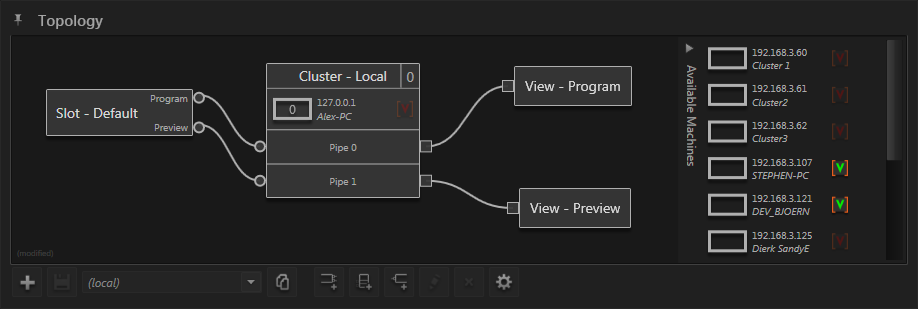 Topology
Slot - Default
Program
Preview
Cluster - Local
0
0
127.0.0.1
Alex-PC
Pipe 0
Pipe 1
View - Program
View - Preview
Available Machines
192.168.3.60
Cluster 1
192.168.3.61
Cluster2
192.168.3.62
Cluster3
192.168.3.107
STEPHEN-PC
192.168.3.121
DEV_BJOERN
192.168.3.125
Dierk SandyE
(modified)
(local)